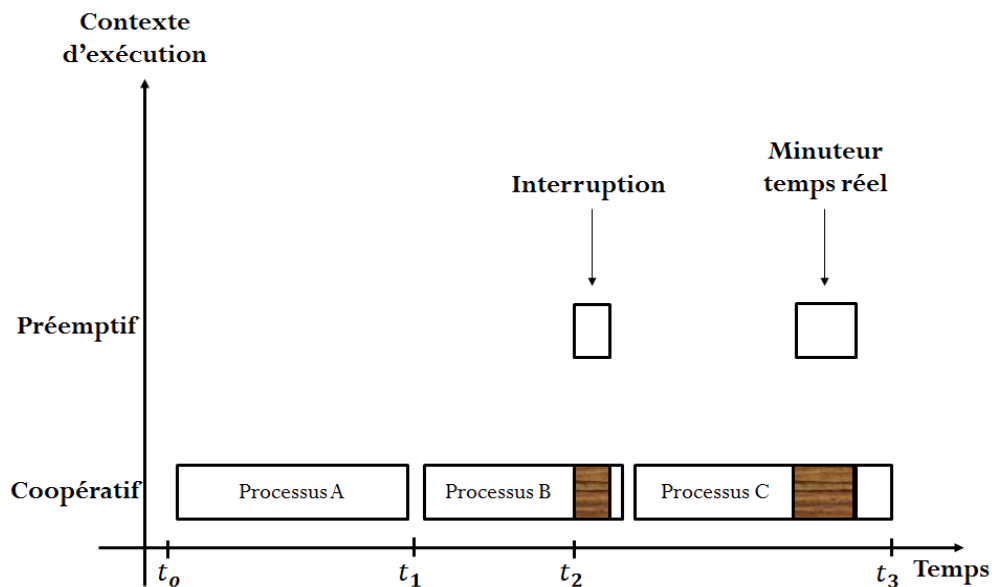 Contexte
d'exécution
Minuteur
temps réel
Interruption
Préemptif
Coopératif
Processus A
Processus B
Processus C
t₀
t₁
t₂
t₃
Temps